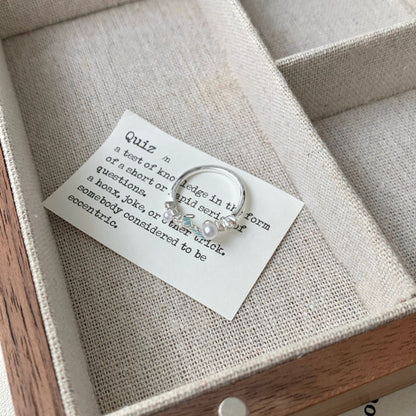 Quiz /n
a test of knowledge in the form
of a short or rapid series of
questions.
a hoax, joke, or other trick.
somebody considered to be
eccentric.